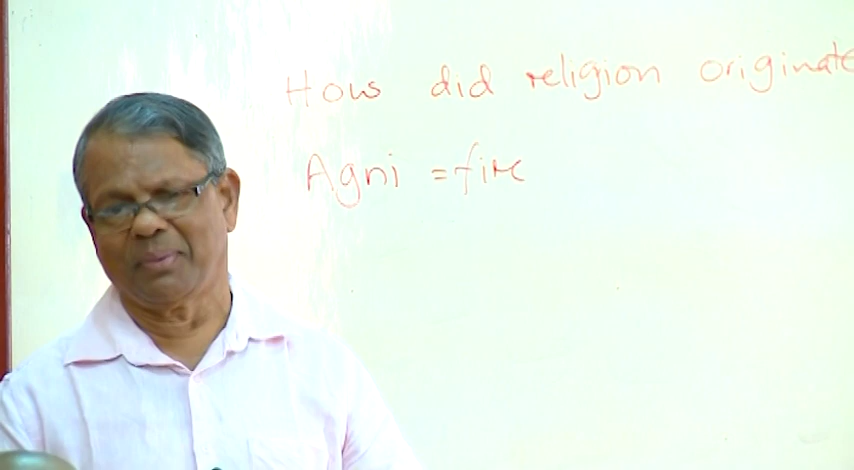 How did religion originate
Agni = fire